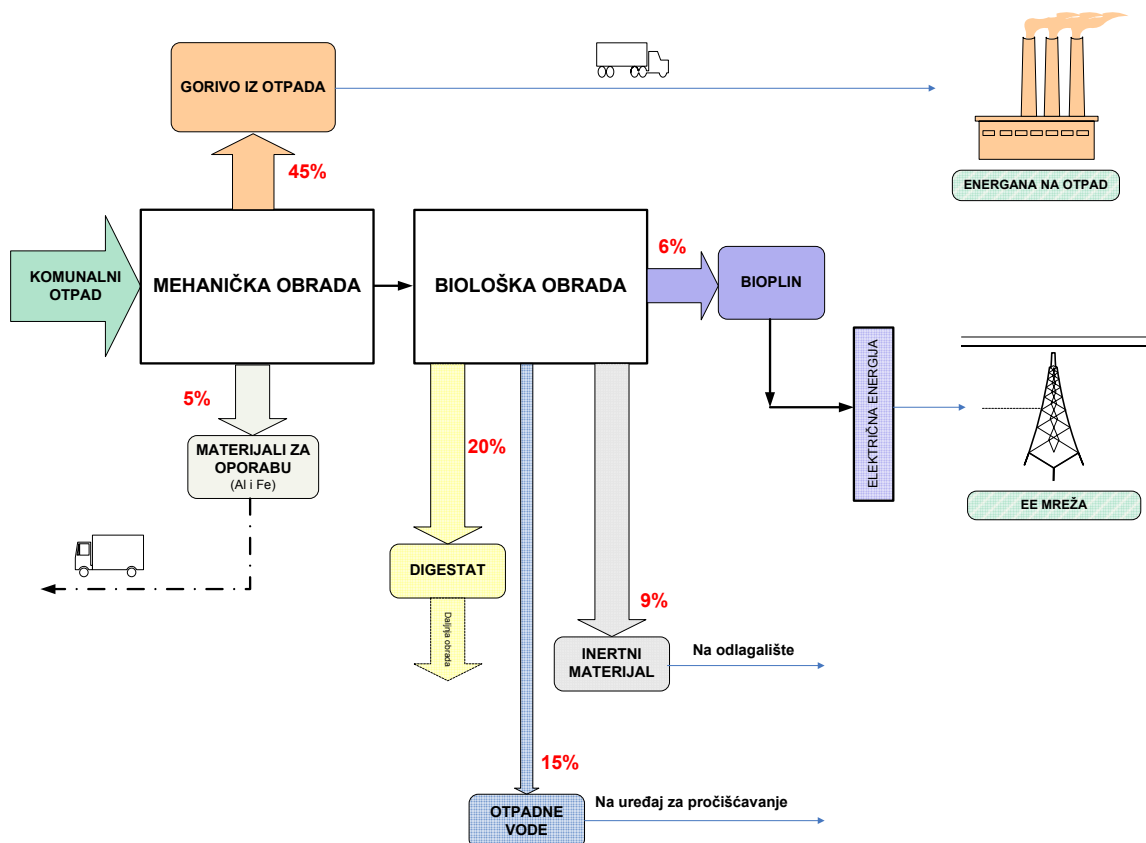 GORIVO IZ OTPADA
45%
ENERGANA NA OTPAD
KOMUNALNI
OTPAD
MEHANIČKA OBRADA
BIOLOŠKA OBRADA
6%
BIOPLIN
ELEKTRIČNA ENERGIJA
EE MREŽA
5%
MATERIJALI ZA
OPORABU
(Al i Fe)
20%
DIGESTAT
Daljnja obrada
9%
INERTNI
MATERIJAL
Na odlagalište
15%
OTPADNE
VODE
Na uređaj za pročišćavanje